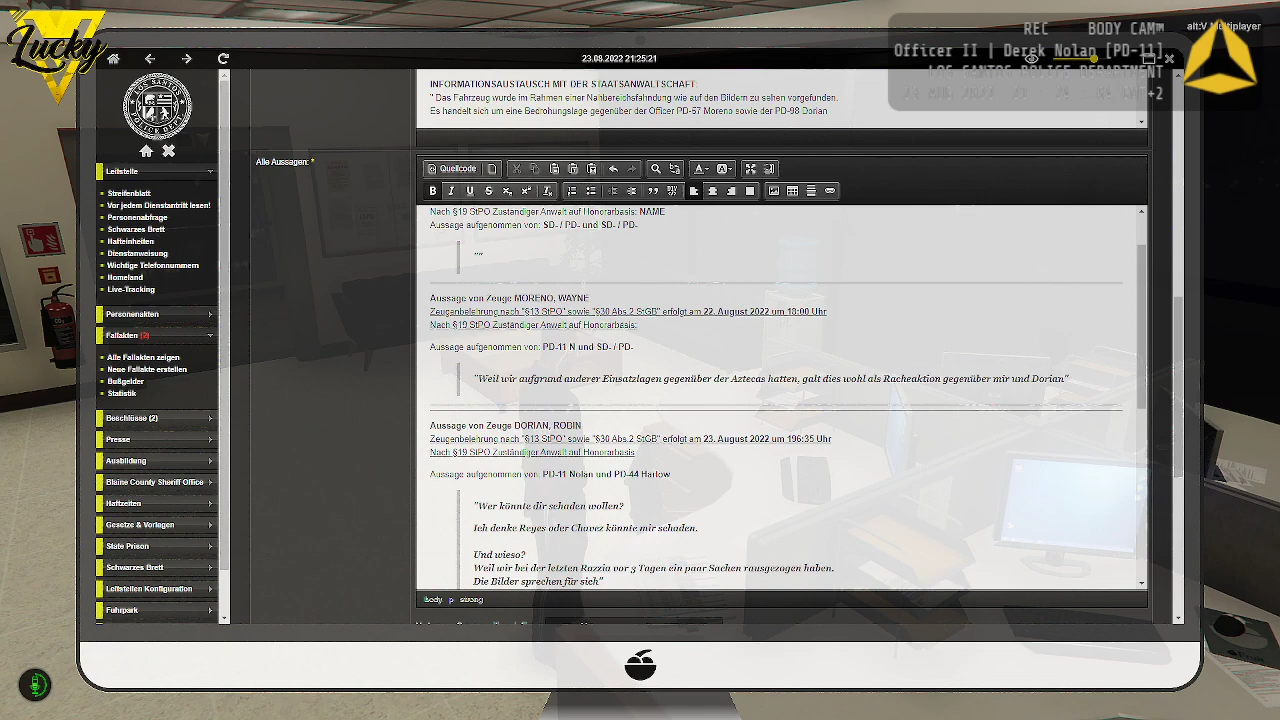 Lucky
REC BODY CAM™
alt:V Multiplayer
Officer II | Derek Nolan [PD-11]
LOS SANTOS POLICE DEPARTMENT
23.08.2022 21:25:21
Leitstelle
Streifenblatt
Vor jedem Dienstantritt lesen!
Personenabfrage
Schwarzes Brett
Hafteinheiten
Dienstanweisung
Wichtige Telefonnummern
Homeland
Live-Tracking
Personenakten
Fallakten (2)
Alle Fallakten zeigen
Neue Fallakte erstellen
Bußgelder
Statistik
Beschlüsse (2)
Presse
Ausbildung
Blaine County Sheriff Office
Haftzeiten
Gesetze & Vorlagen
State Prison
Schwarzes Brett
Leitstellen Konfiguration
Fuhrpark
INFORMATIONSAUSTAUSCH MIT DER STAATSANWALTSCHAFT:
" Das Fahrzeug wurde im Rahmen einer Nahbereichsfahndung wie auf den Bildern zu sehen vorgefunden.
Es handelt sich um eine Bedrohungslage gegenüber der Officer PD-57 Moreno sowie der PD-98 Dorian
Alle Aussagen: *
Quellcode
Nach §19 StPO Zuständiger Anwalt auf Honorarbasis: NAME
Aussage aufgenommen von: SD- / PD- und SD- / PD-
""
Aussage von Zeuge MORENO, WAYNE
Zeugenbelehrung nach "§13 StPO" sowie "§30 Abs.2 StGB" erfolgt am 22. August 2022 um 18:00 Uhr
Nach §19 StPO Zuständiger Anwalt auf Honorarbasis:
Aussage aufgenommen von: PD-11 N und SD- / PD-
"Weil wir aufgrund anderer Einsatzlagen gegenüber der Aztecas hatten, galt dies wohl als Racheaktion gegenüber mir und Dorian"
Aussage von Zeuge DORIAN, ROBIN
Zeugenbelehrung nach "§13 StPO" sowie "§30 Abs.2 StGB" erfolgt am 23. August 2022 um 196:35 Uhr
Nach §19 StPO Zuständiger Anwalt auf Honorarbasis
Aussage aufgenommen von: PD-11 Nolan und PD-44 Harlow
"Wer könnte dir schaden wollen?
Ich denke Reyes oder Chavez könnte mir schaden.
Und wieso?
Weil wir bei der letzten Razzia vor 3 Tagen ein paar Sachen rausgezogen haben.
Die Bilder sprechen für sich"
body p strong